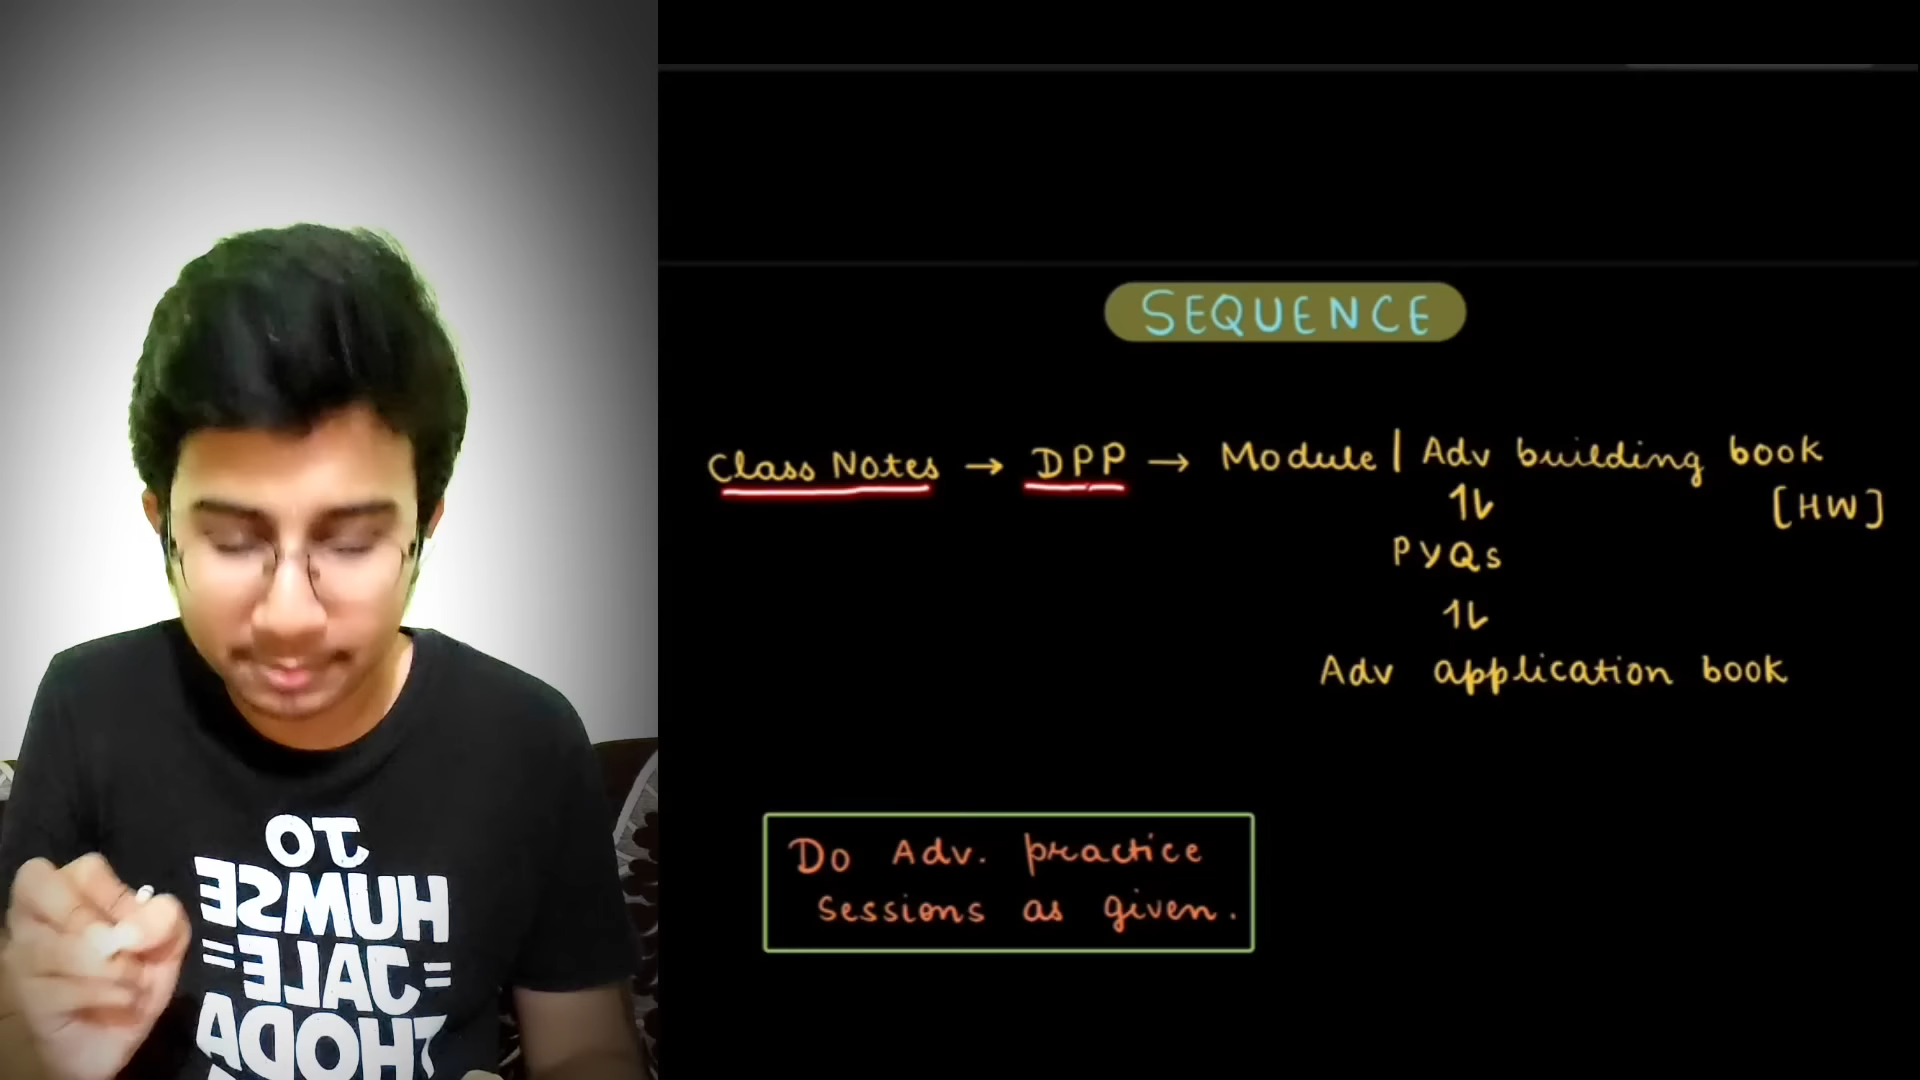 SEQUENCE
Class Notes → DPP → Module | Adv building book
[HW]
PYQs
Adv application book
Do Adv. practice
sessions as given.
TO
HUMSE
=JALE=
THODA